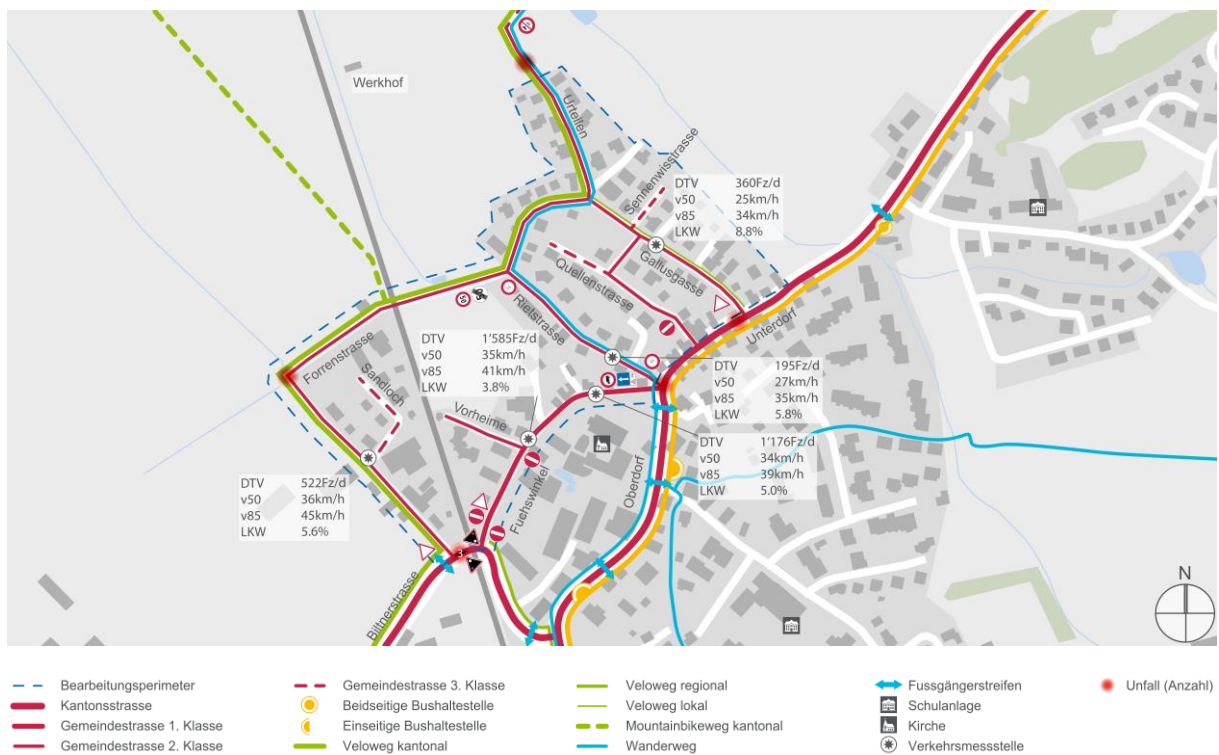 Werkhof
Urteilen
Sennenwisstrasse
DTV 360Fz/d
v50 25km/h
v85 34km/h
LKW 8.8%
Gallusgasse
Quellenstrasse
Rietstrasse
50
Unterdorf
Forrenstrasse
Sandloch
Vorheime
DTV 1'585Fz/d
v50 35km/h
v85 41km/h
LKW 3.8%
DTV 195Fz/d
v50 27km/h
v85 35km/h
LKW 5.8%
DTV 1'176Fz/d
v50 34km/h
v85 39km/h
LKW 5.0%
Oberdorf
Fuchswinkel
DTV 522Fz/d
v50 36km/h
v85 45km/h
LKW 5.6%
3
Biltnerstrasse
N
Bearbeitungsperimeter
Kantonsstrasse
Gemeindestrasse 1. Klasse
Gemeindestrasse 2. Klasse
Gemeindestrasse 3. Klasse
Beidseitige Bushaltestelle
Einseitige Bushaltestelle
Veloweg kantonal
Veloweg regional
Veloweg lokal
Mountainbikeweg kantonal
Wanderweg
Fussgängerstreifen
Schulanlage
Kirche
Verkehrsmessstelle
Unfall (Anzahl)